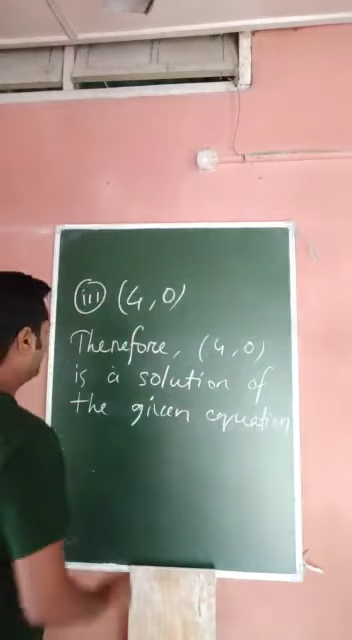 (iii) (4,0)
Therefore, (4,0)
is a solution of
the given equation